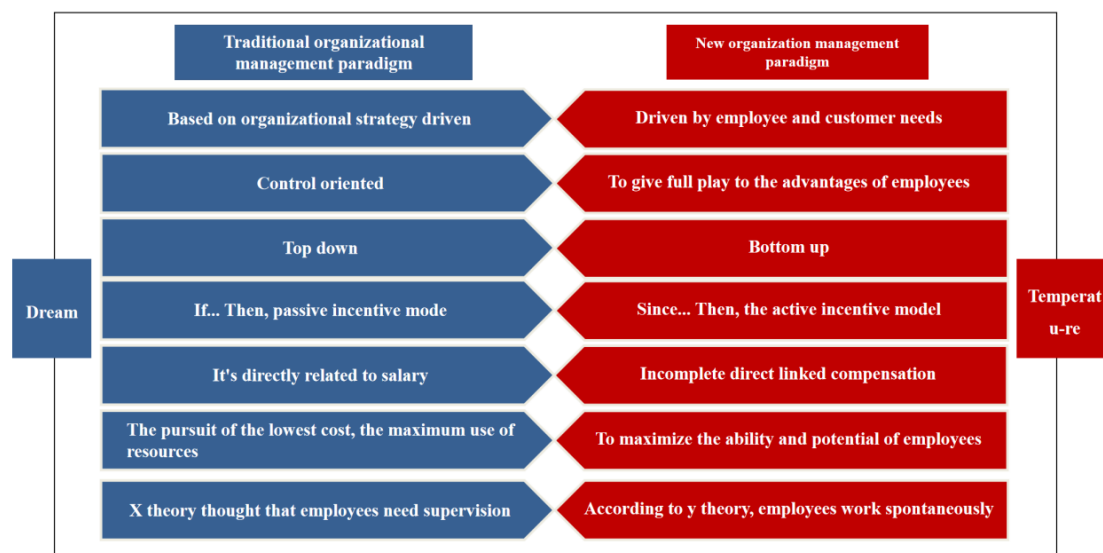 Traditional organizational
management paradigm
New organization management
paradigm
Based on organizational strategy driven
Driven by employee and customer needs
Control oriented
To give full play to the advantages of employees
Top down
Bottom up
Dream
If... Then, passive incentive mode
Since... Then, the active incentive model
Temperat
u-re
It's directly related to salary
Incomplete direct linked compensation
The pursuit of the lowest cost, the maximum use of
resources
To maximize the ability and potential of employees
X theory thought that employees need supervision
According to y theory, employees work spontaneously